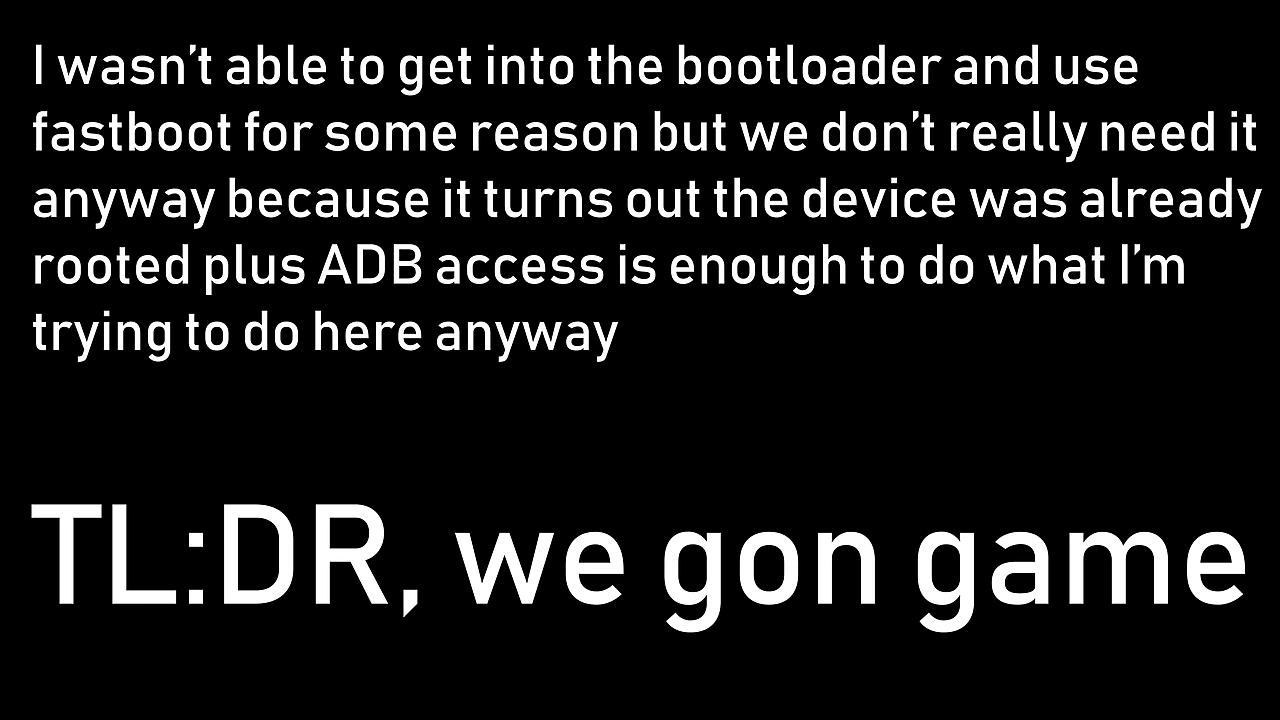 I wasn’t able to get into the bootloader and use
fastboot for some reason but we don’t really need it
anyway because it turns out the device was already
rooted plus ADB access is enough to do what I’m
trying to do here anyway
TL:DR, we gon game